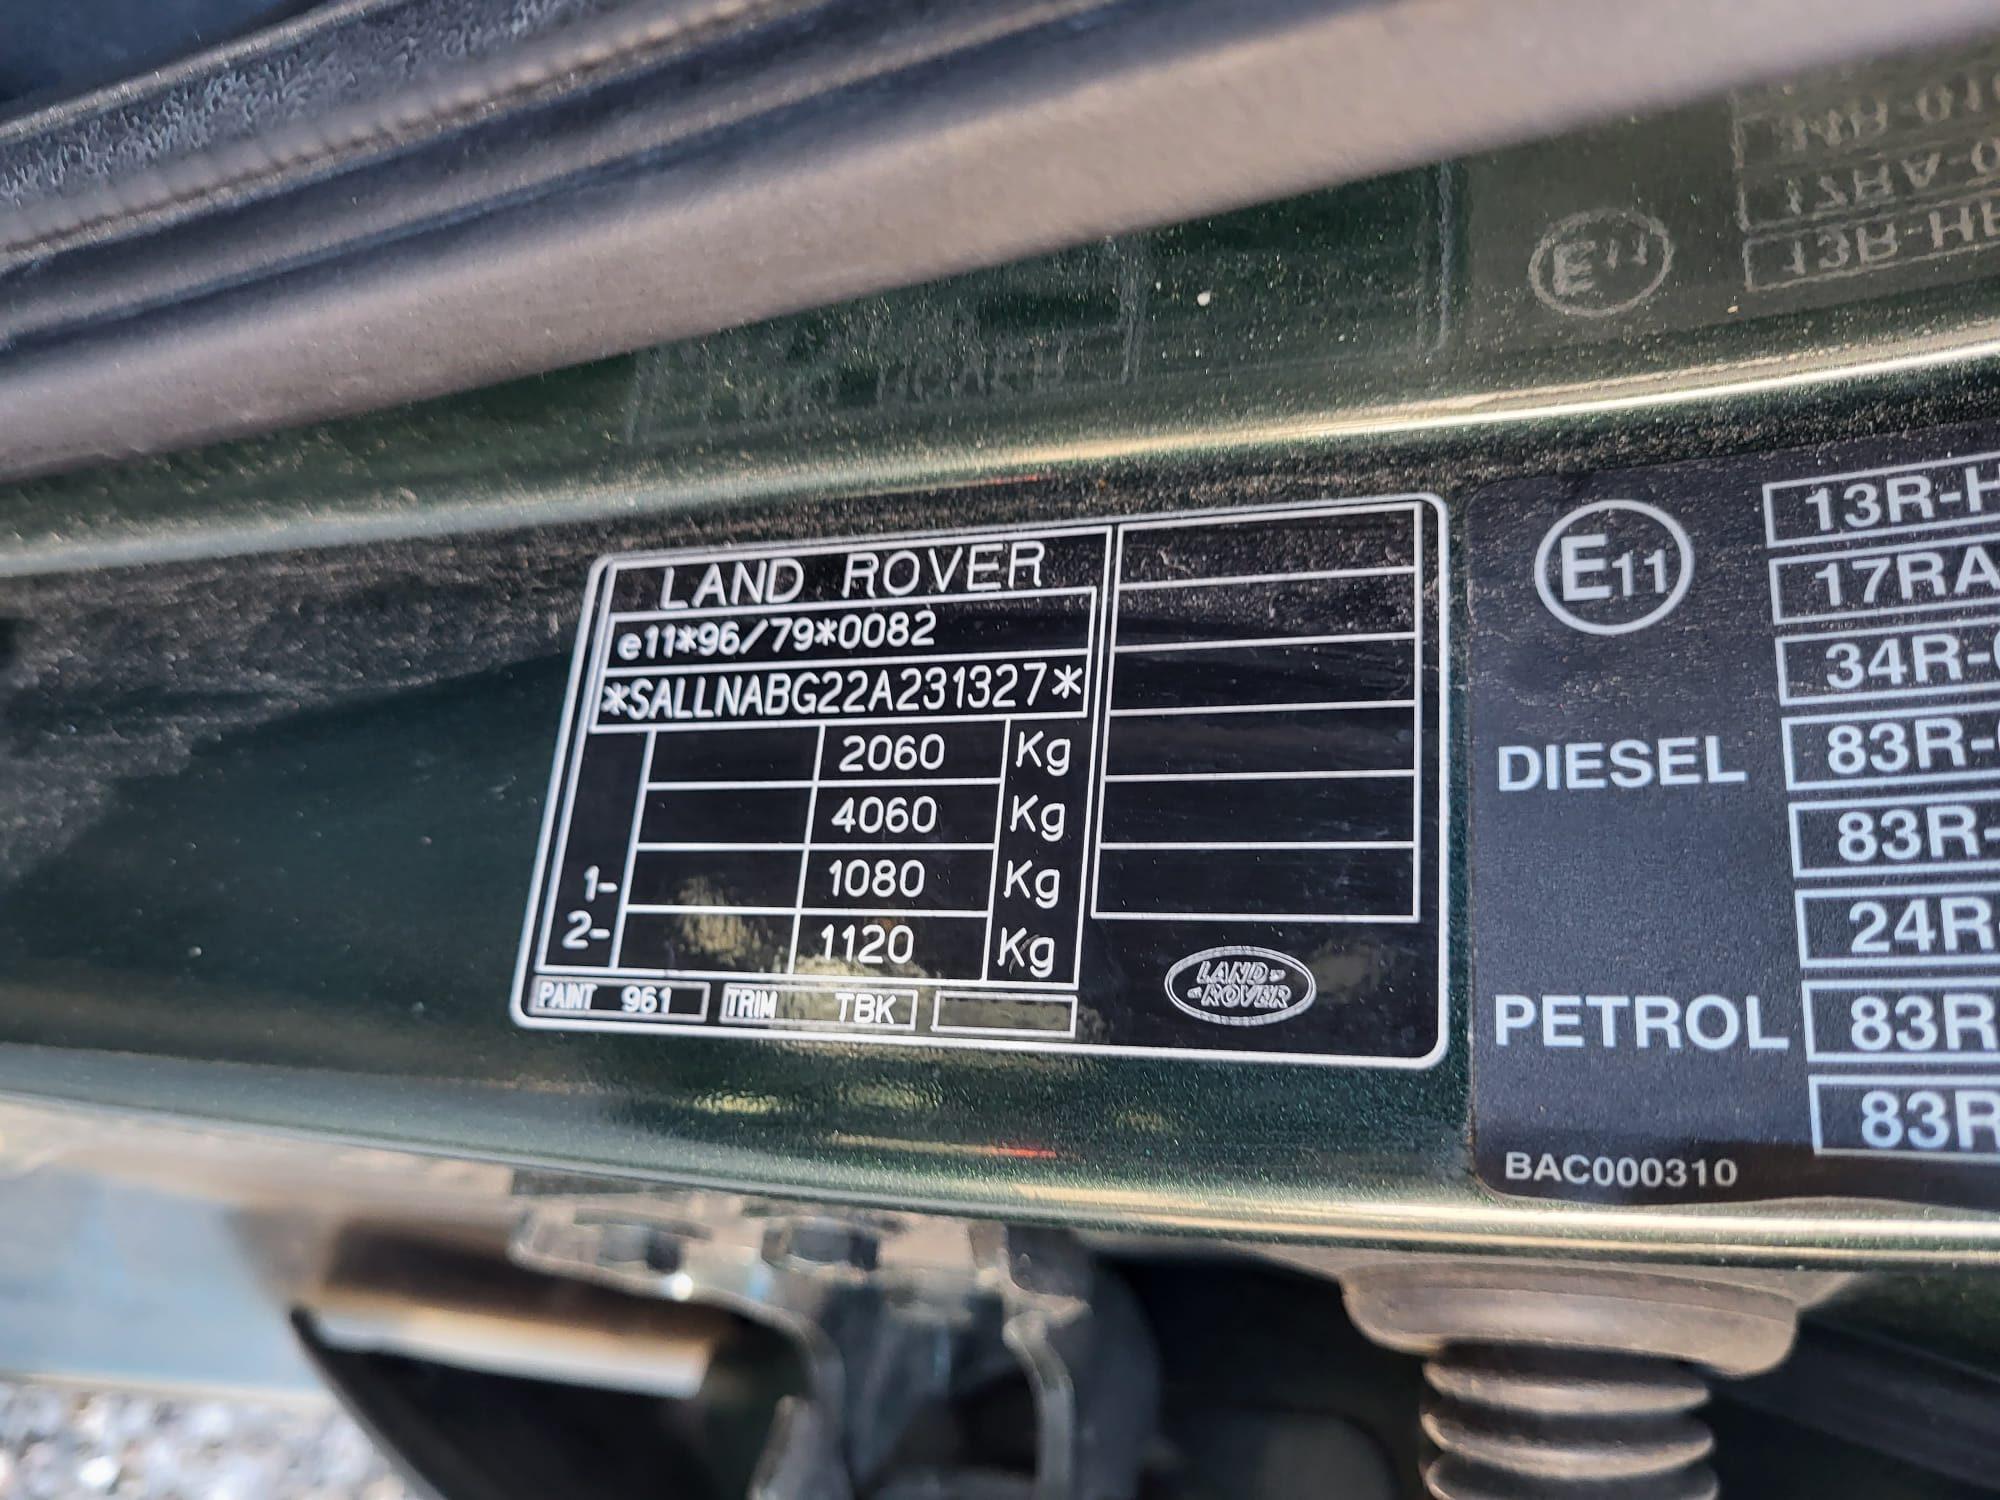 LAND ROVER
e11*96/79*0082
*SALLNABG22A231327*
2060 Kg
4060 Kg
1- 1080 Kg
2- 1120 Kg
PAINT 961 TRIM TBK
LAND-
-ROVER
E11
13R-H
17RA
34R-
DIESEL 83R-
83R-
24R-
PETROL 83R
83R
BAC000310